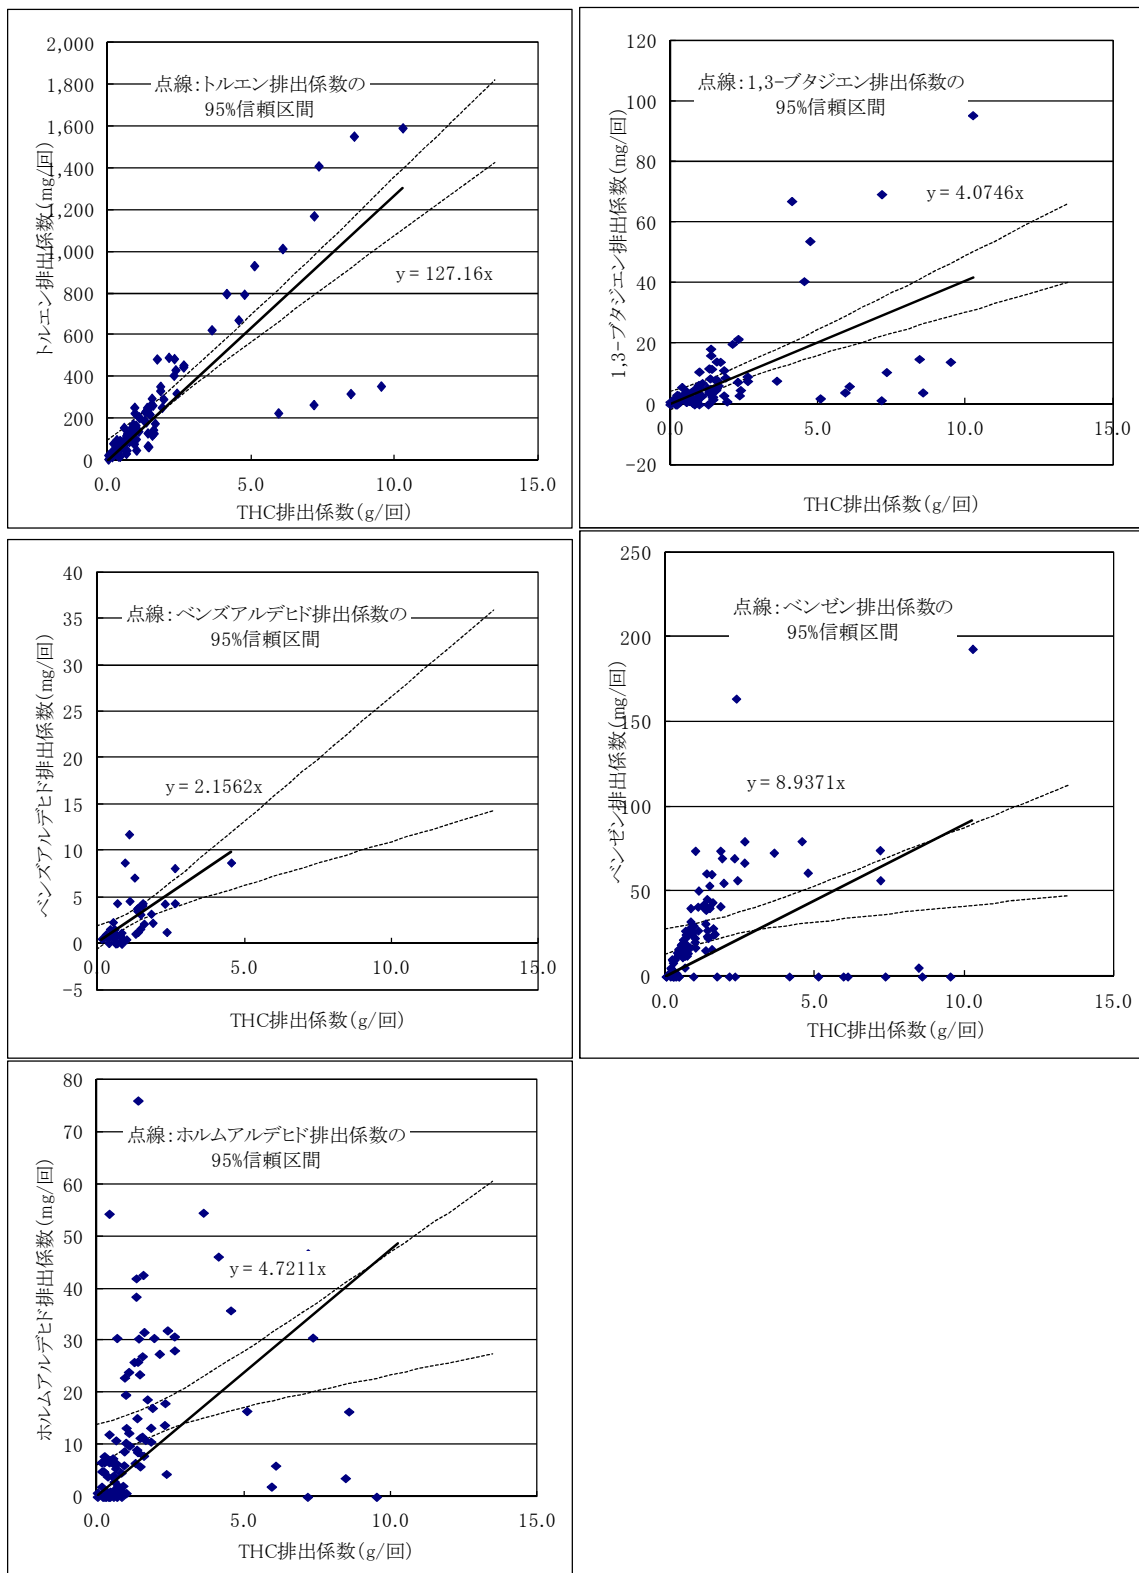 2,000
1,800
1,600
1,400
1,200
1,000
800
600
400
200
0
トルエン排出係数(mg/回)
点線:トルエン排出係数の
95%信頼区間
y = 127.16x
0.0 5.0 10.0 15.0
THC排出係数(g/回)
120
100
80
60
40
20
0
-20
1,3-ブタジエン排出係数(mg/回)
点線:1,3-ブタジエン排出係数の
95%信頼区間
y = 4.0746x
0.0 5.0 10.0 15.0
THC排出係数(g/回)
40
35
30
25
20
15
10
5
0
-5
ベンズアルデヒド排出係数(mg/回)
点線:ベンズアルデヒド排出係数の
95%信頼区間
y = 2.1562x
0.0 5.0 10.0 15.0
THC排出係数(g/回)
250
200
150
100
50
0
ベンゼン排出係数(mg/回)
点線:ベンゼン排出係数の
95%信頼区間
y = 8.9371x
0.0 5.0 10.0 15.0
THC排出係数(g/回)
80
70
60
50
40
30
20
10
0
ホルムアルデヒド排出係数(mg/回)
点線:ホルムアルデヒド排出係数の
95%信頼区間
y = 4.7211x
0.0 5.0 10.0 15.0
THC排出係数(g/回)